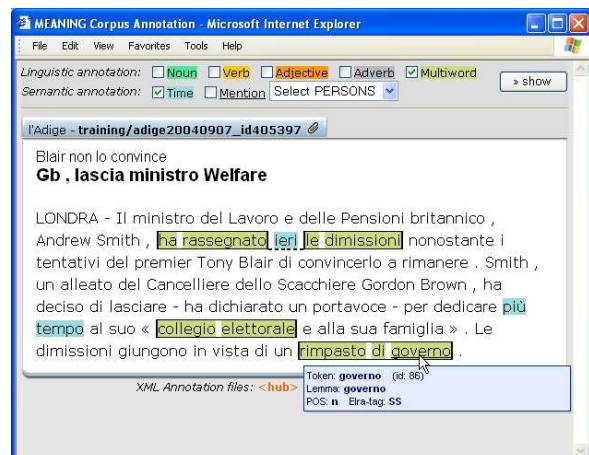 MEANING Corpus Annotation - Microsoft Internet Explorer
File Edit View Favorites Tools Help
Linguistic annotation: Noun Verb Adjective Adverb Multiword
» show
Semantic annotation: Time Mention Select PERSONS
l'Adige - training/adige20040907_id405397
Blair non lo convince
Gb , lascia ministro Welfare
LONDRA - Il ministro del Lavoro e delle Pensioni britannico ,
Andrew Smith , ha rassegnato ieri le dimissioni nonostante i
tentativi del premier Tony Blair di convincerlo a rimanere . Smith ,
un alleato del Cancelliere dello Scacchiere Gordon Brown , ha
deciso di lasciare - ha dichiarato un portavoce - per dedicare più
tempo al suo « collegio elettorale e alla sua famiglia » . Le
dimissioni giungono in vista di un rimpasto di governo .
XML Annotation files: <hub>
Token: governo (id: 86)
Lemma: governo
POS: n Elra-tag: SS